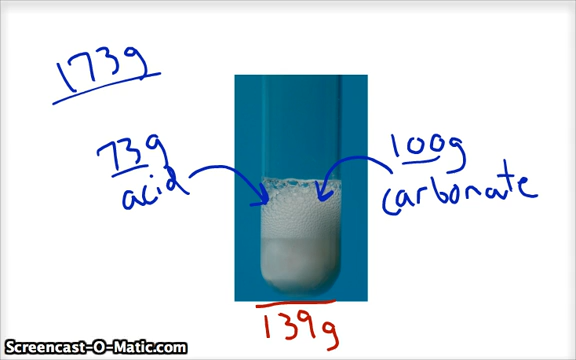 173g
73g
acid
100g
carbonate
139g
Screencast-O-Matic.com